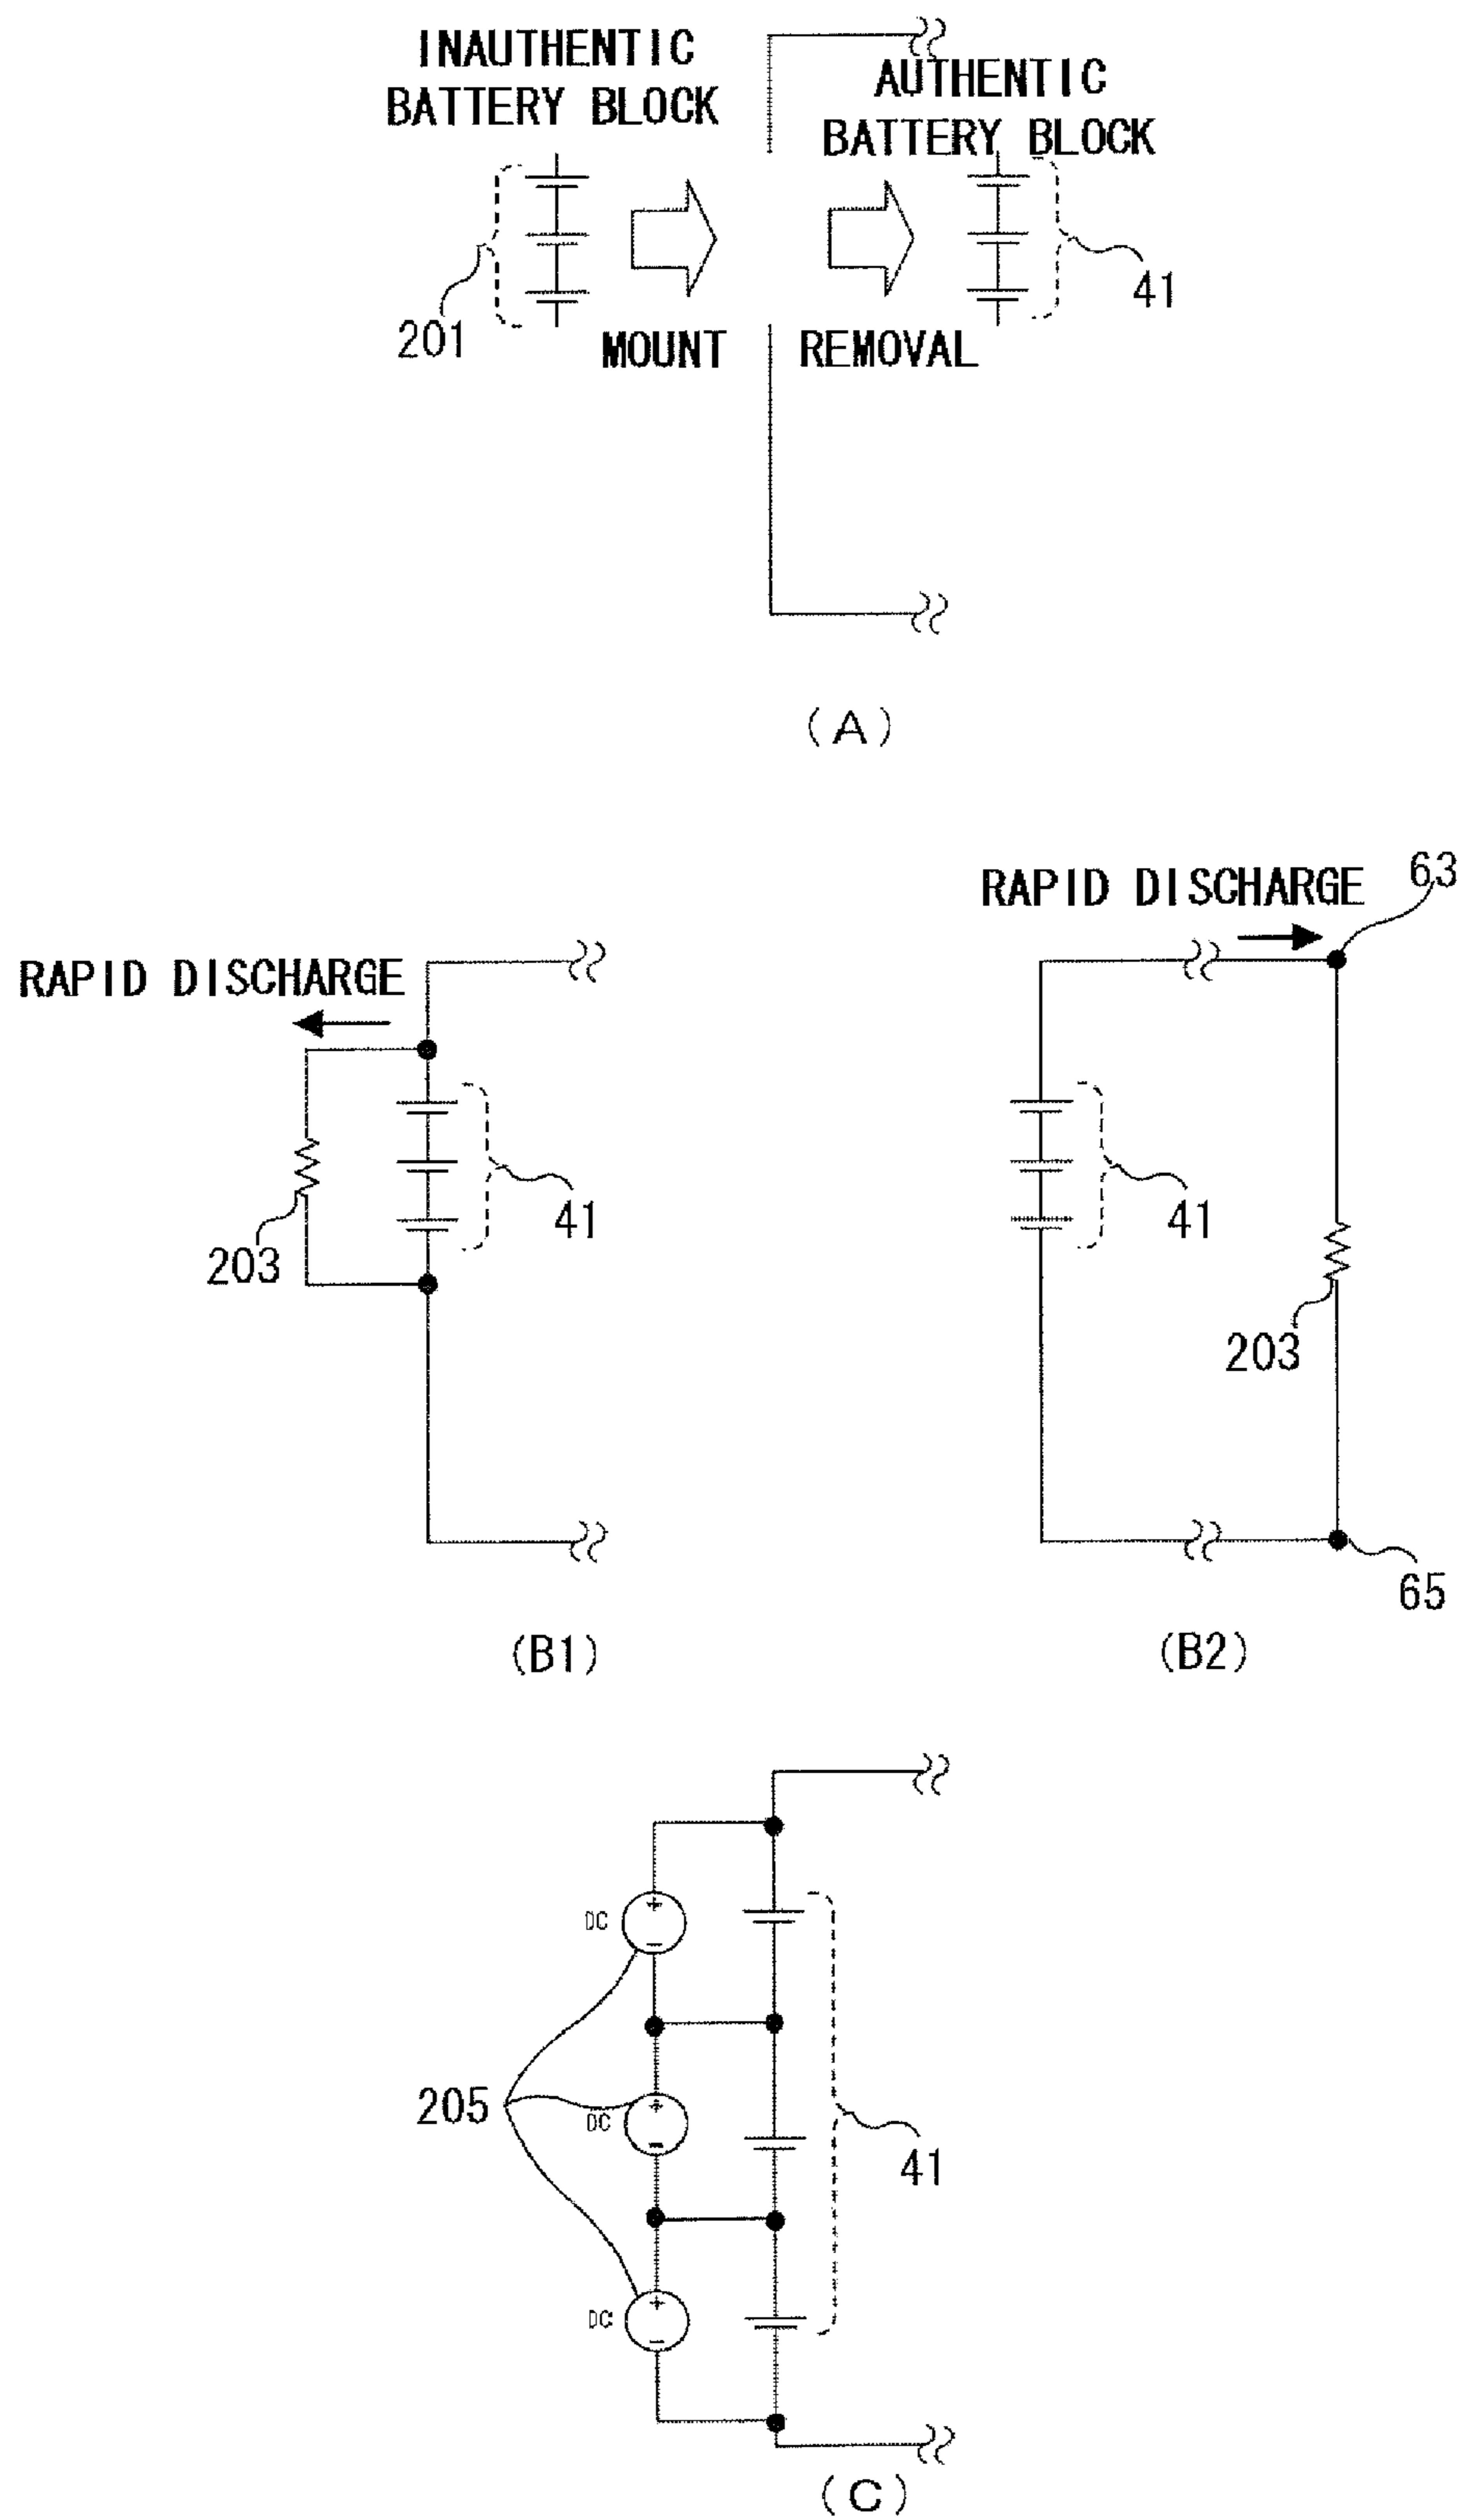 INAUTHENTIC
BATTERY BLOCK
AUTHENTIC
BATTERY BLOCK
201
41
MOUNT
REMOVAL
(A)
RAPID DISCHARGE
203
41
(B1)
RAPID DISCHARGE
63
41
203
65
(B2)
DC
+
−
205
DC
+
−
41
DC
+
−
(C)